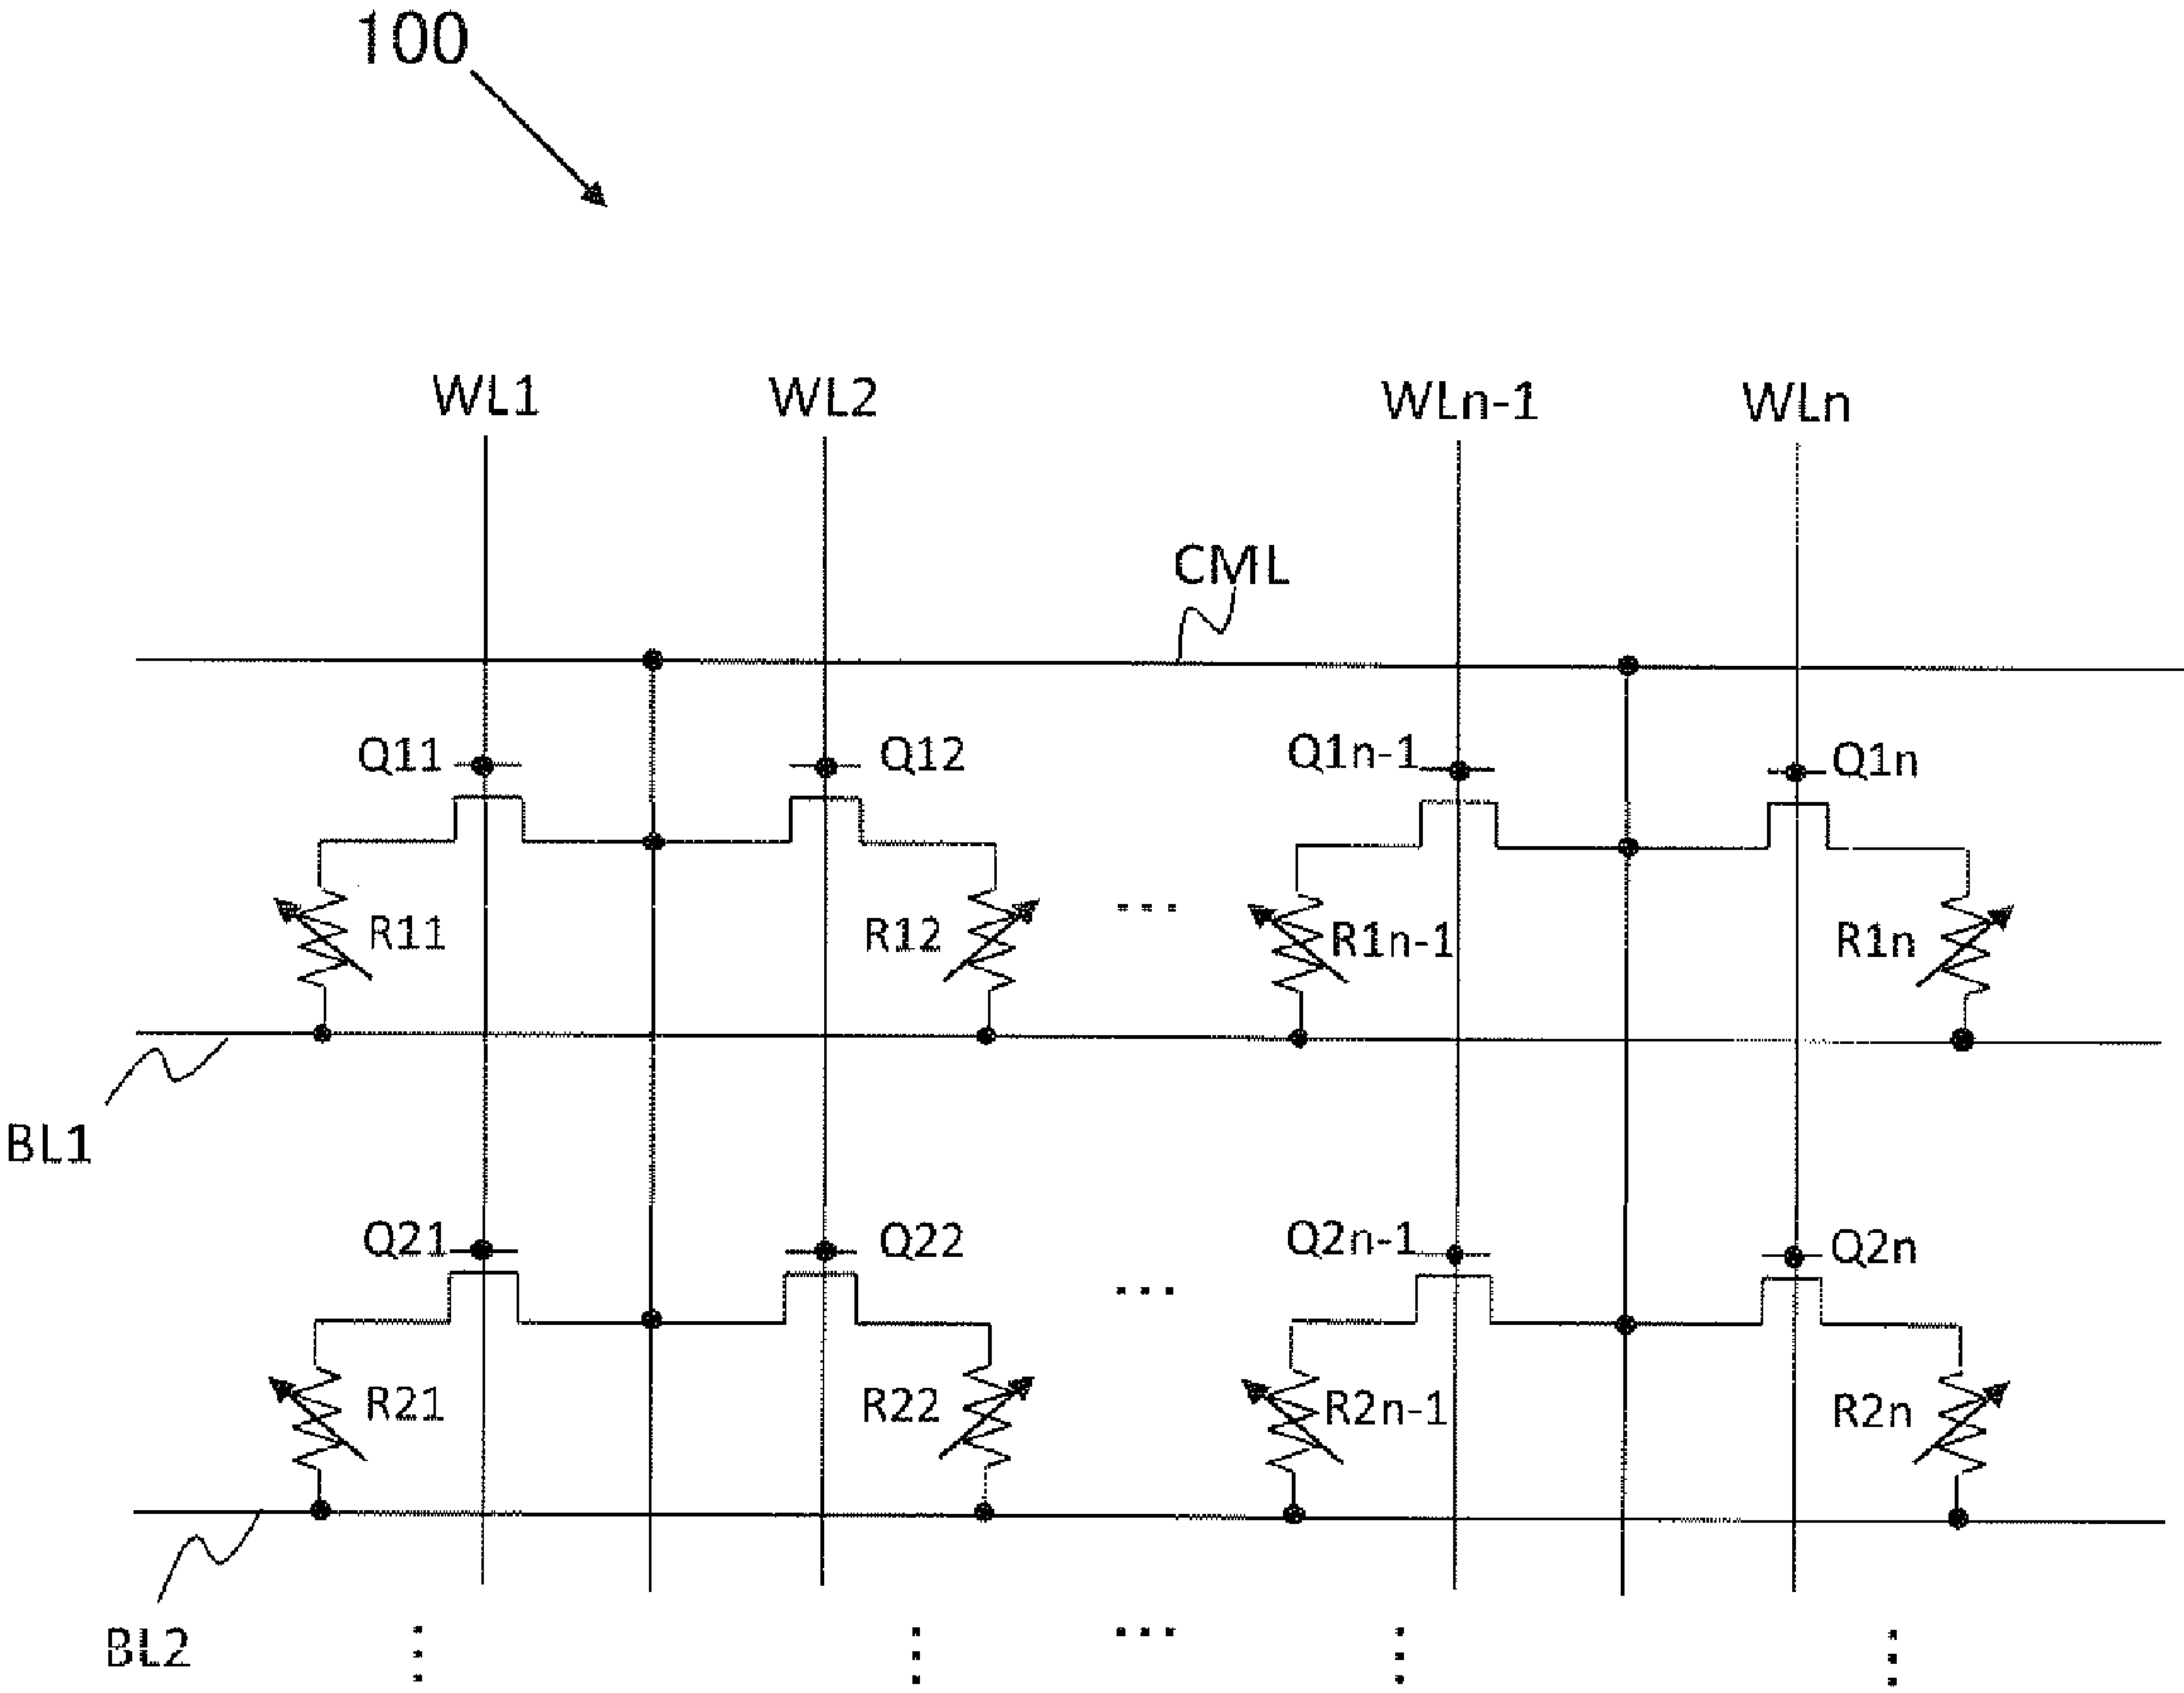 100
WL1 WL2 WLn-1 WLn
CML
Q11 Q12 Q1n-1 Q1n
R11 R12 ... R1n-1 R1n
BL1
Q21 Q22 Q2n-1 Q2n
...
R21 R22 R2n-1 R2n
BL2
...